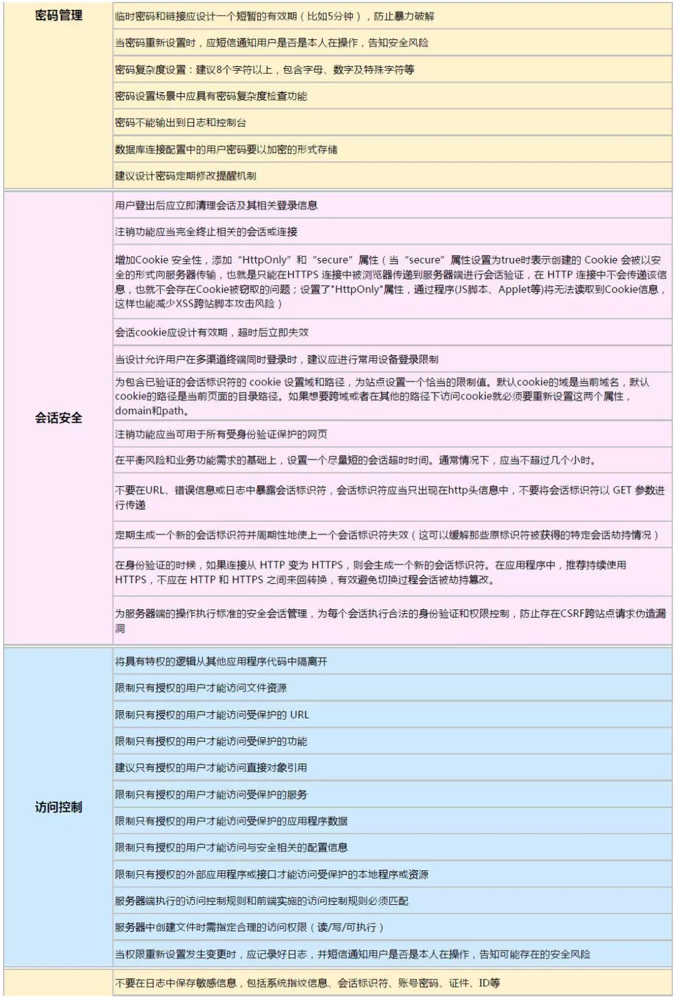 密码管理
临时密码和链接应设计一个短暂的有效期（比如5分钟），防止暴力破解
当密码重新设置时，应短信通知用户是否是本人在操作，告知安全风险
密码复杂度设置：建议8个字符以上，包含字母、数字及特殊字符等
密码设置场景中应具有密码复杂度检查功能
密码不能输出到日志和控制台
数据库连接配置中的用户密码要以加密的形式存储
建议设计密码定期修改提醒机制
会话安全
用户登出后应立即清理会话及其相关登录信息
注销功能应当完全终止相关的会话或连接
增加Cookie 安全性，添加“HttpOnly”和“secure”属性（当“secure”属性设置为true时表示创建的 Cookie 会被以安
全的形式向服务器传输，也就是只能在HTTPS 连接中被浏览器传递到服务器端进行会话验证，在 HTTP 连接中不会传递该信
息，也就不会存在Cookie被窃取的问题；设置了"HttpOnly"属性，通过程序(JS脚本、Applet等)将无法读取到Cookie信息，
这样也能减少XSS跨站脚本攻击风险）
会话cookie应设计有效期，超时后立即失效
当设计允许用户在多渠道终端同时登录时，建议应进行常用设备登录限制
为包含已验证的会话标识符的 cookie 设置域和路径，为站点设置一个恰当的限制值。默认cookie的域是当前域名，默认
cookie的路径是当前页面的目录路径。如果想要跨域或者在其他的路径下访问cookie就必须要重新设置这两个属性，
domain和path。
注销功能应当可用于所有受身份验证保护的网页
在平衡风险和业务功能需求的基础上，设置一个尽量短的会话超时时间。通常情况下，应当不超过几个小时。
不要在URL、错误信息或日志中暴露会话标识符，会话标识符应当只出现在http头信息中，不要将会话标识符以 GET 参数进
行传递
定期生成一个新的会话标识符并周期性地使上一个会话标识符失效（这可以缓解那些原标识符被获得的特定会话劫持情况）
在身份验证的时候，如果连接从 HTTP 变为 HTTPS，则会生成一个新的会话标识符。在应用程序中，推荐持续使用
HTTPS，不应在 HTTP 和 HTTPS 之间来回转换，有效避免切换过程会话被劫持篡改。
为服务器端的操作执行标准的安全会话管理，为每个会话执行合法的身份验证和权限控制，防止存在CSRF跨站点请求伪造漏
洞
访问控制
将具有特权的逻辑从其他应用程序代码中隔离开
限制只有授权的用户才能访问文件资源
限制只有授权的用户才能访问受保护的 URL
限制只有授权的用户才能访问受保护的功能
建议只有授权的用户才能访问直接对象引用
限制只有授权的用户才能访问受保护的服务
限制只有授权的用户才能访问受保护的应用程序数据
限制只有授权的用户才能访问与安全相关的配置信息
限制只有授权的外部应用程序或接口才能访问受保护的本地程序或资源
服务器端执行的访问控制规则和前端实施的访问控制规则必须匹配
服务器中创建文件时需指定合理的访问权限（读/写/可执行）
当权限重新设置发生变更时，应记录好日志，并短信通知用户是否是本人在操作，告知可能存在的安全风险
不要在日志中保存敏感信息，包括系统指纹信息、会话标识符、账号密码、证件、ID等